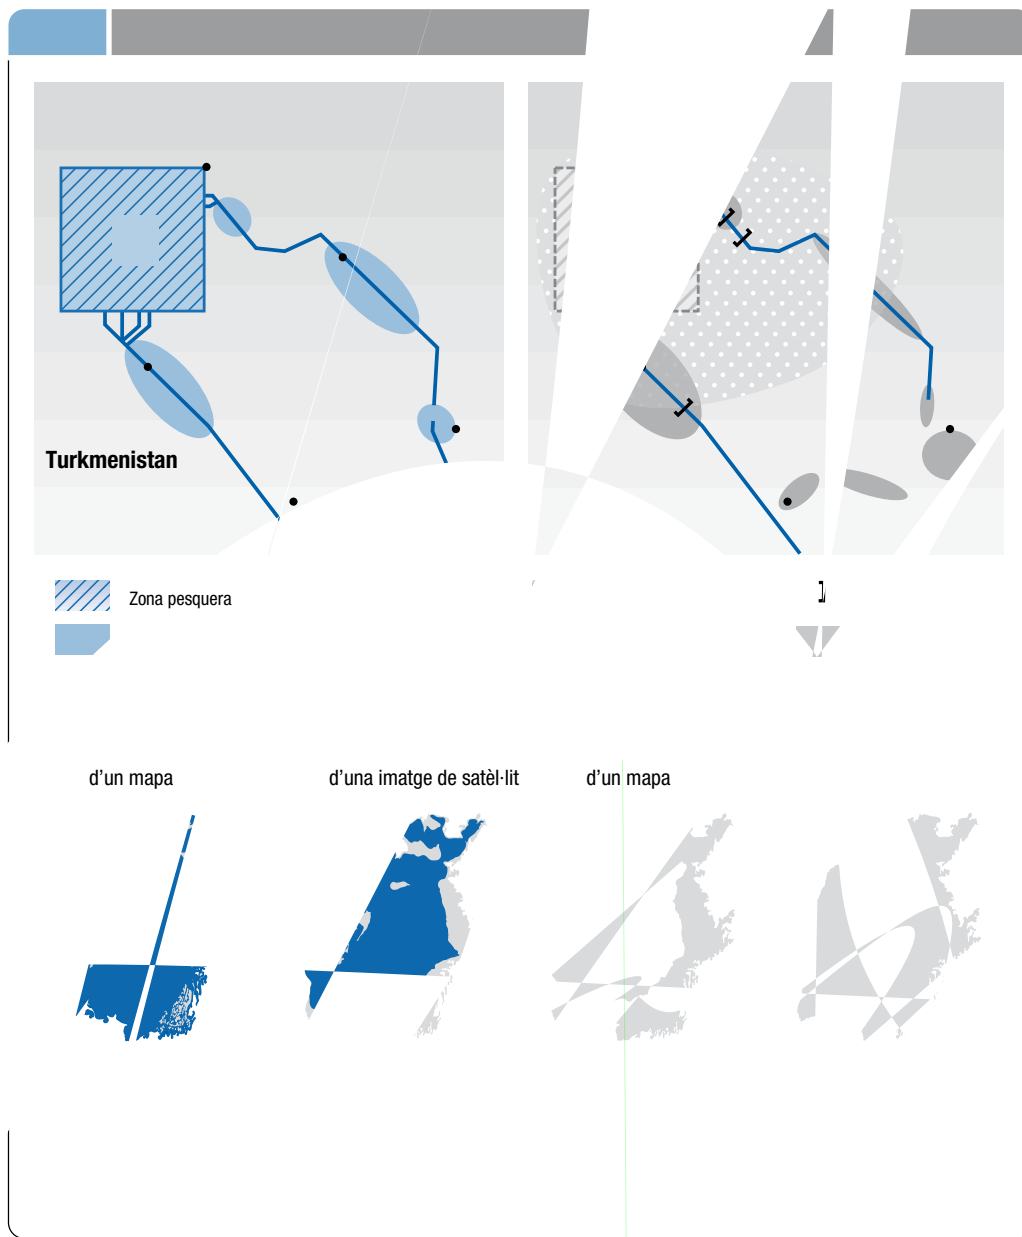 Turkmenistan
Zona pesquera
d’un mapa
d’una imatge de satèl·lit
d’un mapa